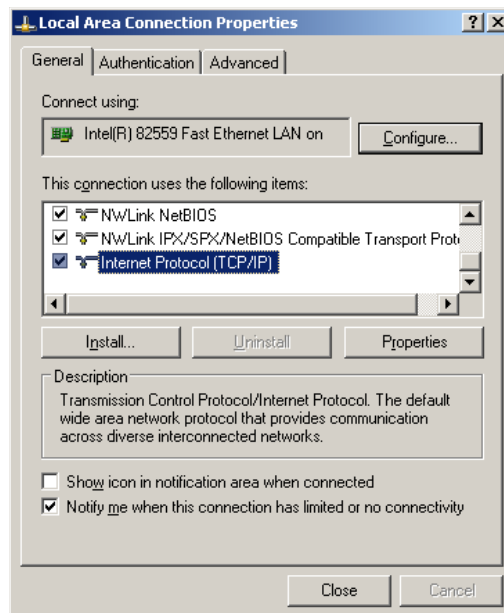 Local Area Connection Properties
General
Authentication
Advanced
Connect using:
Intel(R) 82559 Fast Ethernet LAN on
Configure...
This connection uses the following items:
NWLink NetBIOS
NWLink IPX/SPX/NetBIOS Compatible Transport Prot
Internet Protocol (TCP/IP)
Install...
Uninstall
Properties
Description
Transmission Control Protocol/Internet Protocol. The default
wide area network protocol that provides communication
across diverse interconnected networks.
Show icon in notification area when connected
Notify me when this connection has limited or no connectivity
Close
Cancel